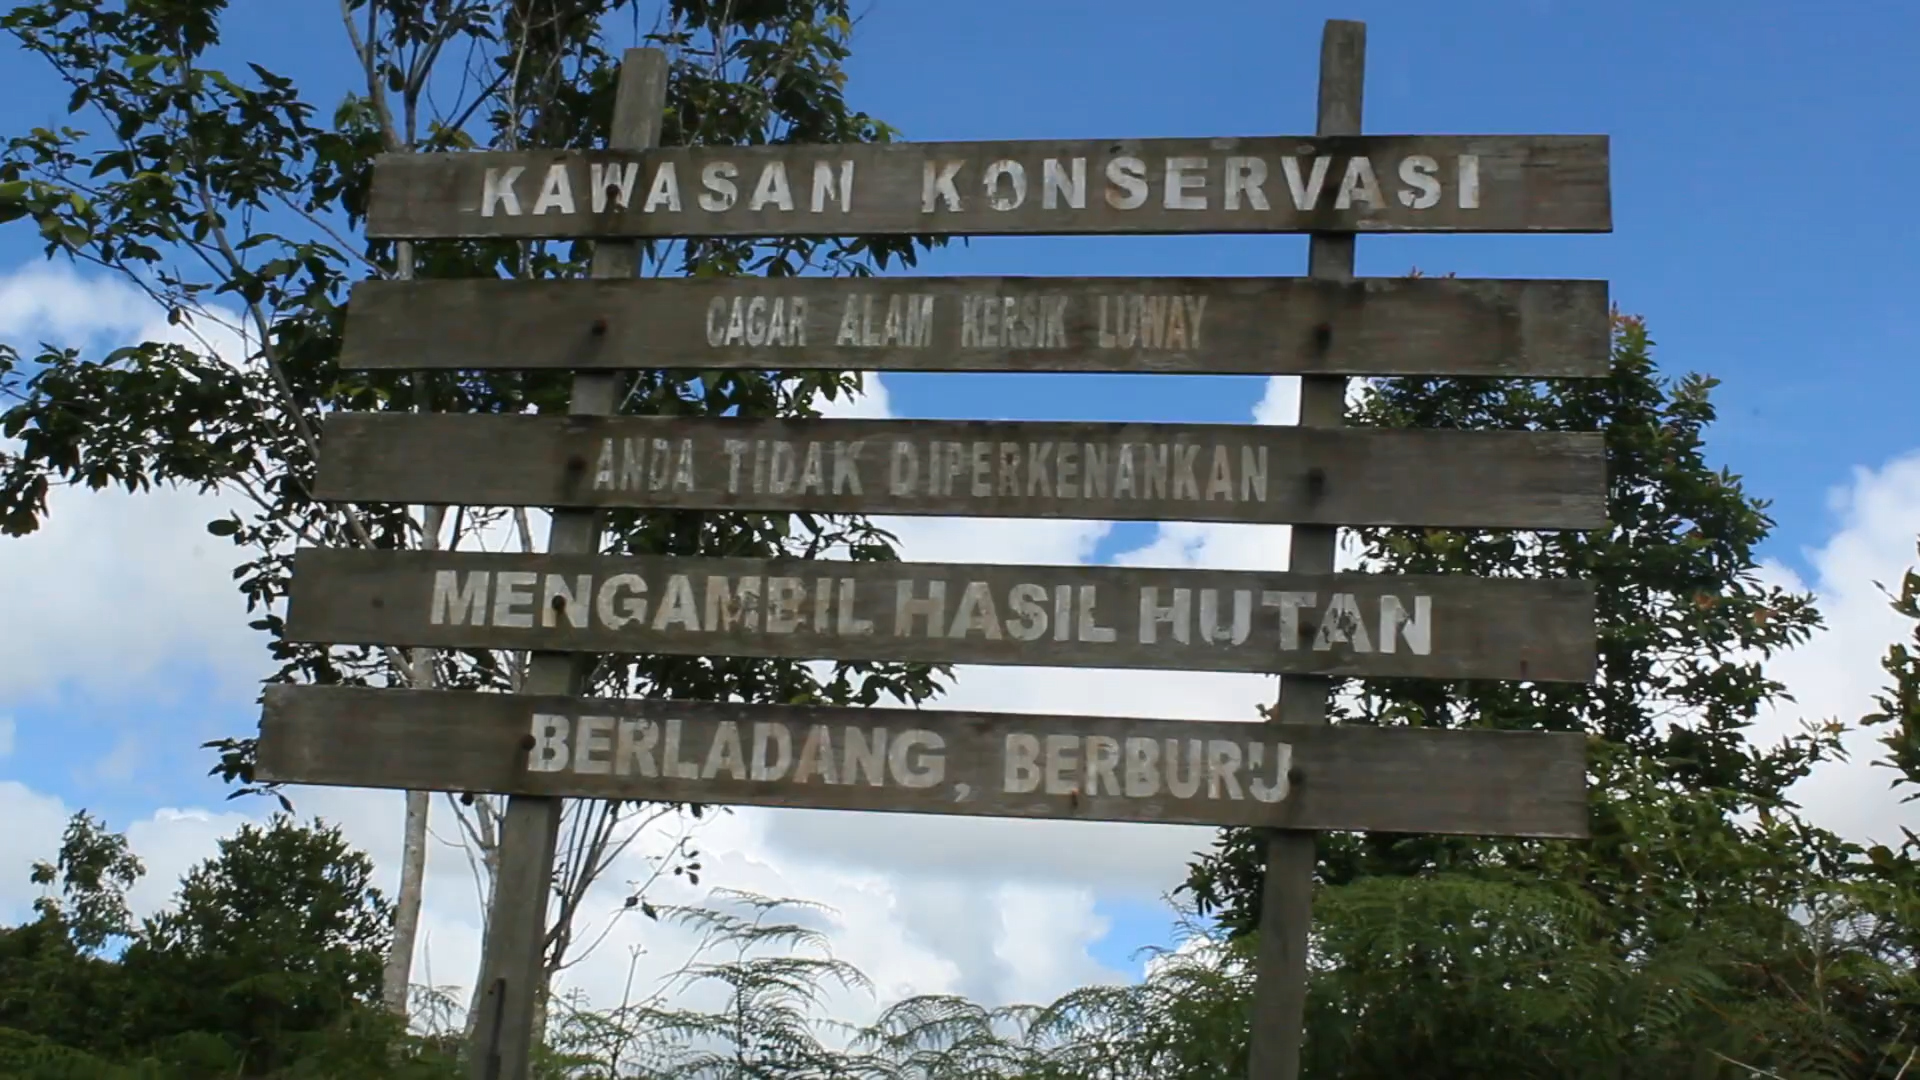 KAWASAN KONSERVASI
CAGAR ALAM KERSIK LUWAY
ANDA TIDAK DIPERKENANKAN
MENGAMBIL HASIL HUTAN
BERLADANG, BERBURU